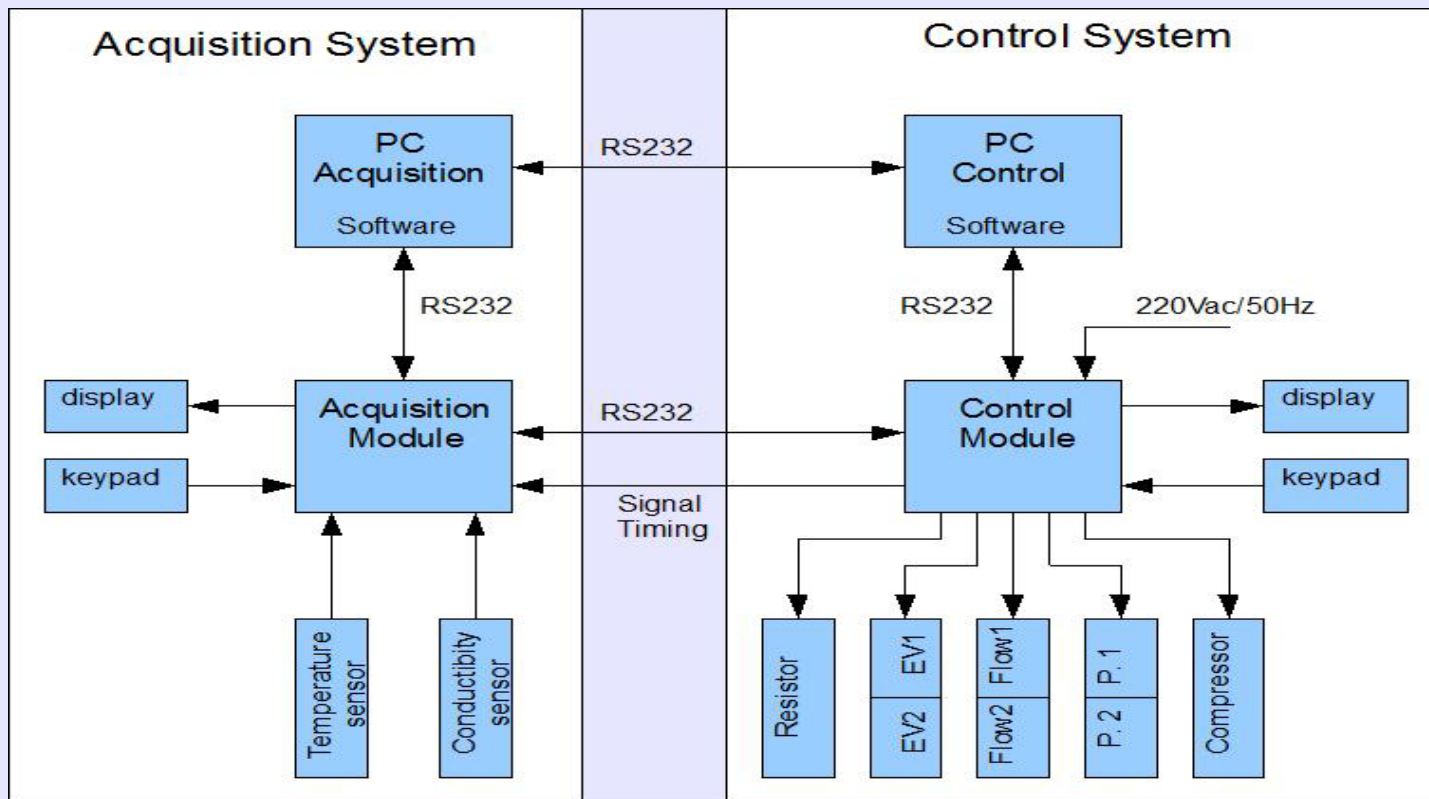 Acquisition System
Control System
PC
Acquisition
Software
RS232
PC
Control
Software
RS232
RS232
220Vac/50Hz
display
Acquisition
Module
RS232
Control
Module
display
keypad
keypad
Signal
Timing
Temperature
sensor
Conductibity
sensor
Resistor
EV1
EV2
Flow1
Flow2
P. 1
P. 2
Compressor